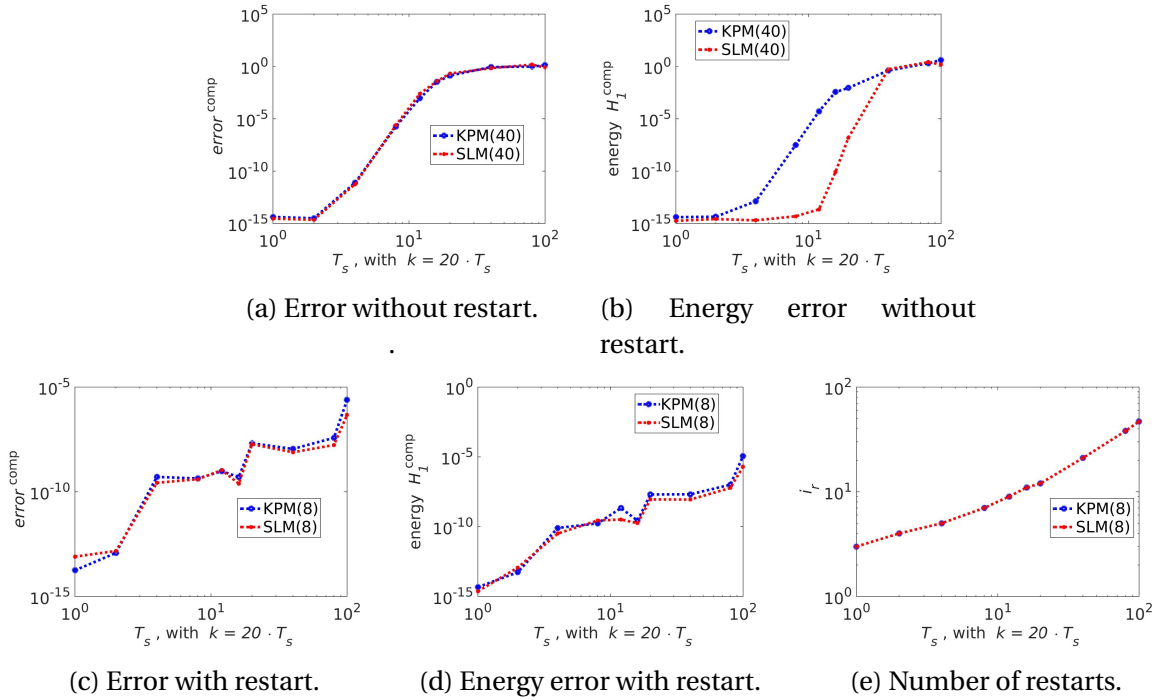 10^0
10^-5
10^-10
10^-15
error^comp
KPM(40)
SLM(40)
10^0 10^1 10^2
T_s , with k = 20 · T_s
(a) Error without restart.
.
10^0
10^-5
10^-10
10^-15
energy H_1^comp
KPM(40)
SLM(40)
10^0 10^1 10^2
T_s , with k = 20 · T_s
(b) Energy error without
restart.
10^-5
10^-10
10^-15
error^comp
KPM(8)
SLM(8)
10^0 10^1 10^2
T_s , with k = 20 · T_s
(c) Error with restart.
10^0
10^-5
10^-10
10^-15
energy H_1^comp
KPM(8)
SLM(8)
10^0 10^1 10^2
T_s , with k = 20 · T_s
(d) Energy error with restart.
10^2
10^1
10^0
i_r
KPM(8)
SLM(8)
10^0 10^1 10^2
T_s , with k = 20 · T_s
(e) Number of restarts.